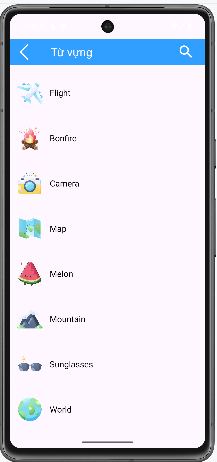 Từ vựng
Flight
Bonfire
Camera
Map
Melon
Mountain
Sunglasses
World